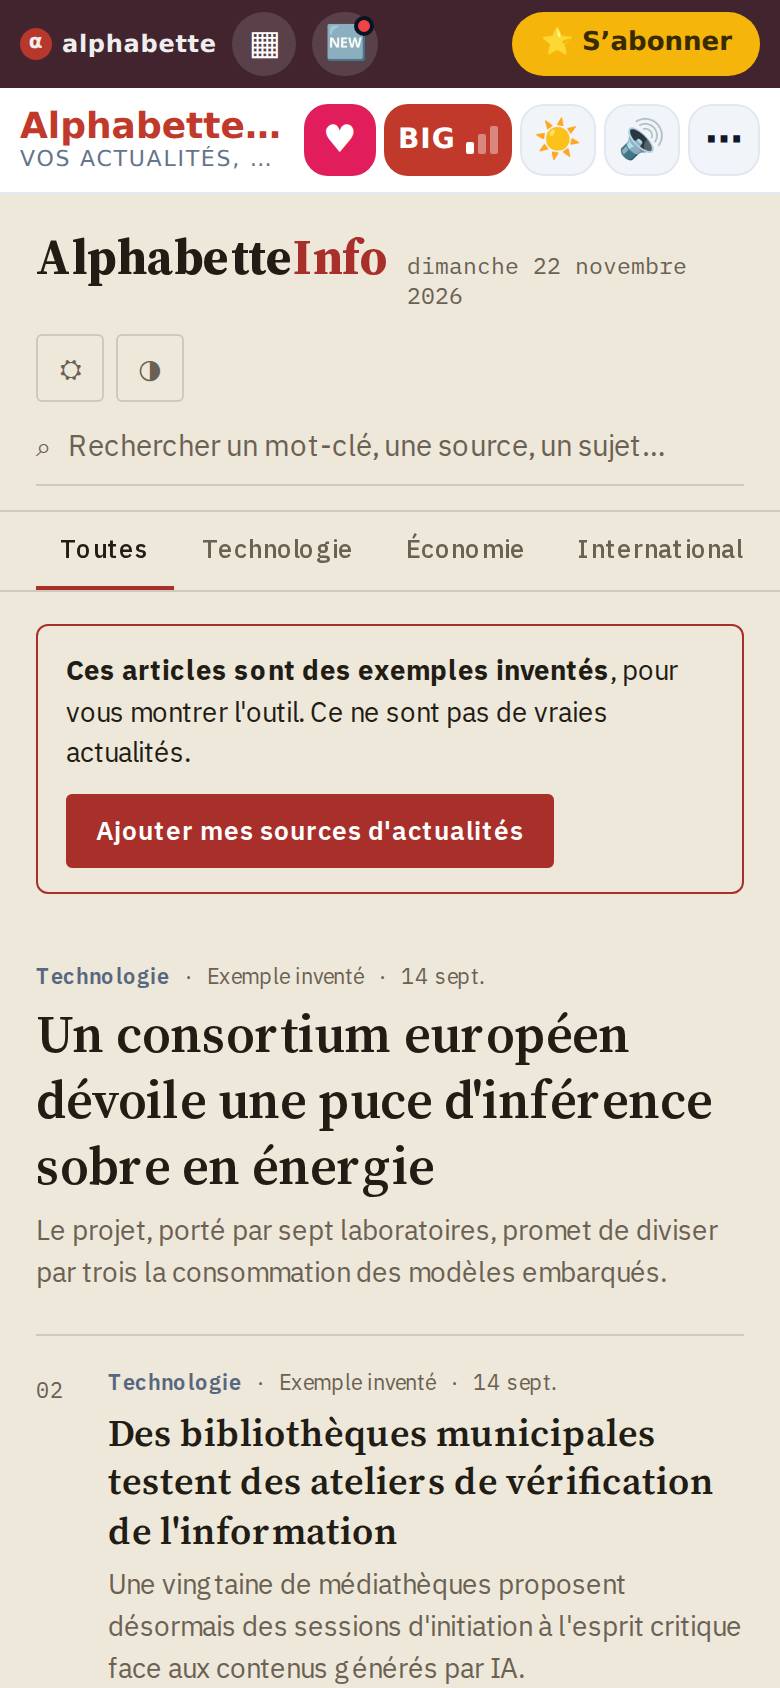 α alphabette
NEW
⭐ S’abonner
Alphabette...
VOS ACTUALITÉS, ...
BIG
AlphabetteInfo
dimanche 22 novembre
2026
Rechercher un mot-clé, une source, un sujet...
Toutes Technologie Économie International
Ces articles sont des exemples inventés, pour
vous montrer l'outil. Ce ne sont pas de vraies
actualités.
Ajouter mes sources d'actualités
Technologie · Exemple inventé · 14 sept.
Un consortium européen
dévoile une puce d'inférence
sobre en énergie
Le projet, porté par sept laboratoires, promet de diviser
par trois la consommation des modèles embarqués.
02
Technologie · Exemple inventé · 14 sept.
Des bibliothèques municipales
testent des ateliers de vérification
de l'information
Une vingtaine de médiathèques proposent
désormais des sessions d'initiation à l'esprit critique
face aux contenus générés par IA.